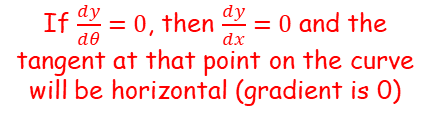 If dy/dθ = 0, then dy/dx = 0 and the
tangent at that point on the curve
will be horizontal (gradient is 0)